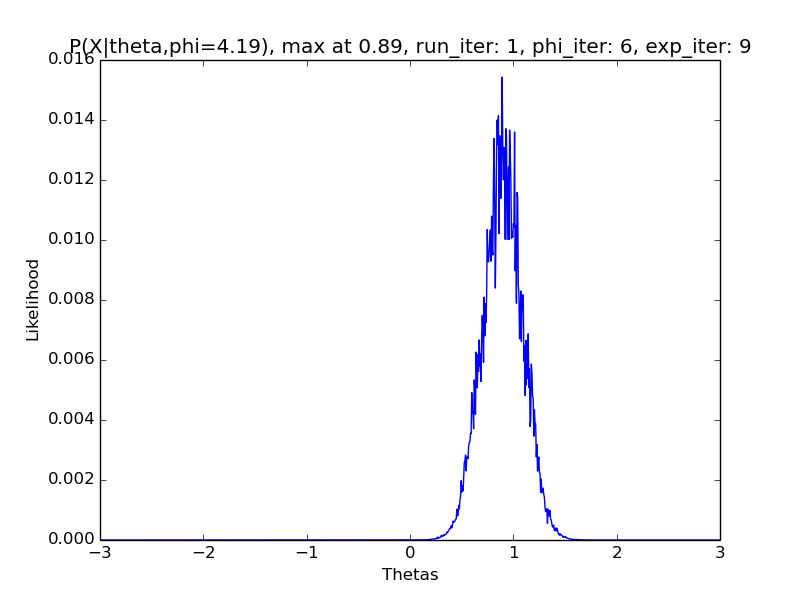 P(X|theta,phi=4.19), max at 0.89, run_iter: 1, phi_iter: 6, exp_iter: 9
0.016
0.014
0.012
0.010
0.008
0.006
0.004
0.002
0.000
Likelihood
−3 −2 −1 0 1 2 3
Thetas